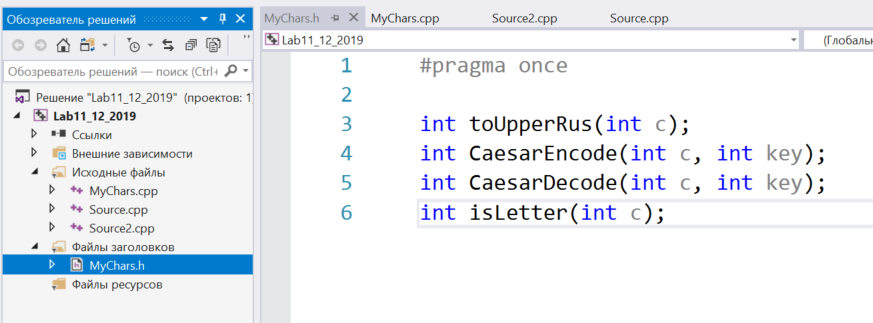 Обозреватель решений
Обозреватель решений — поиск (Ctrl+
Решение "Lab11_12_2019" (проектов: 1
Lab11_12_2019
Ссылки
Внешние зависимости
Исходные файлы
MyChars.cpp
Source.cpp
Source2.cpp
Файлы заголовков
MyChars.h
Файлы ресурсов
MyChars.h MyChars.cpp Source2.cpp Source.cpp
Lab11_12_2019 (Глобальн
1 #pragma once
2
3 int toUpperRus(int c);
4 int CaesarEncode(int c, int key);
5 int CaesarDecode(int c, int key);
6 int isLetter(int c);